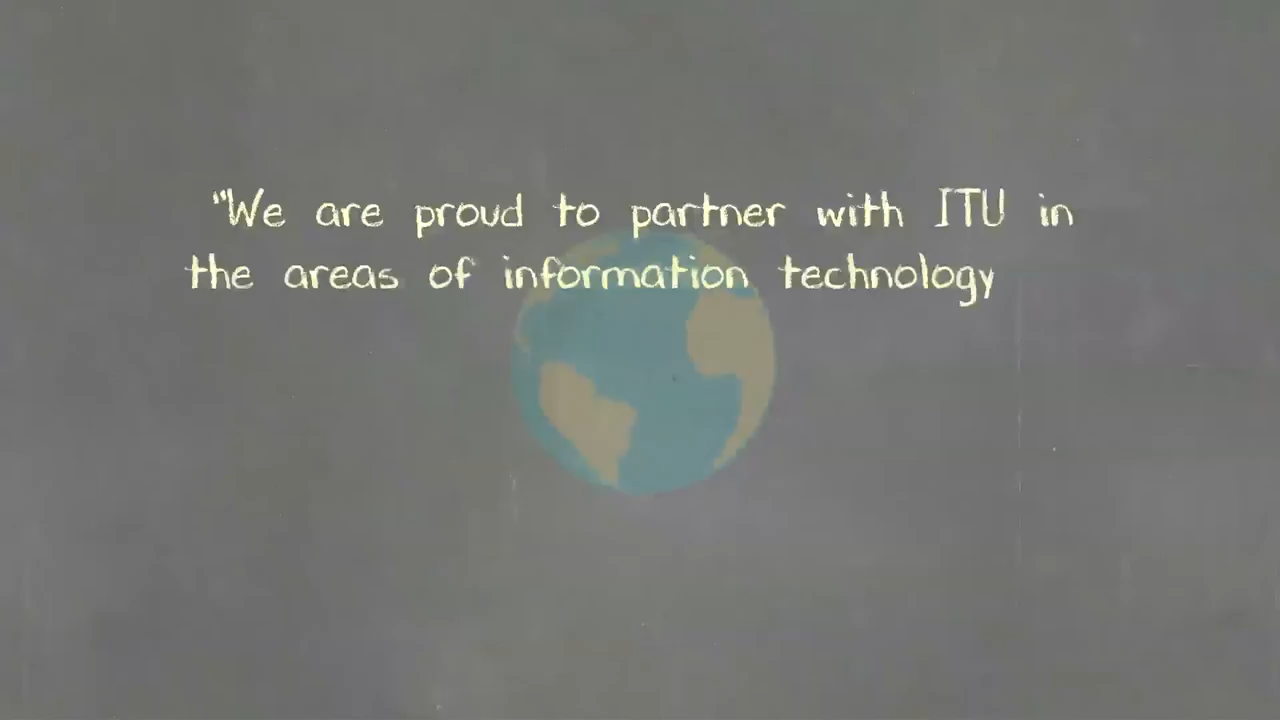 "We are proud to partner with ITU in
the areas of information technology